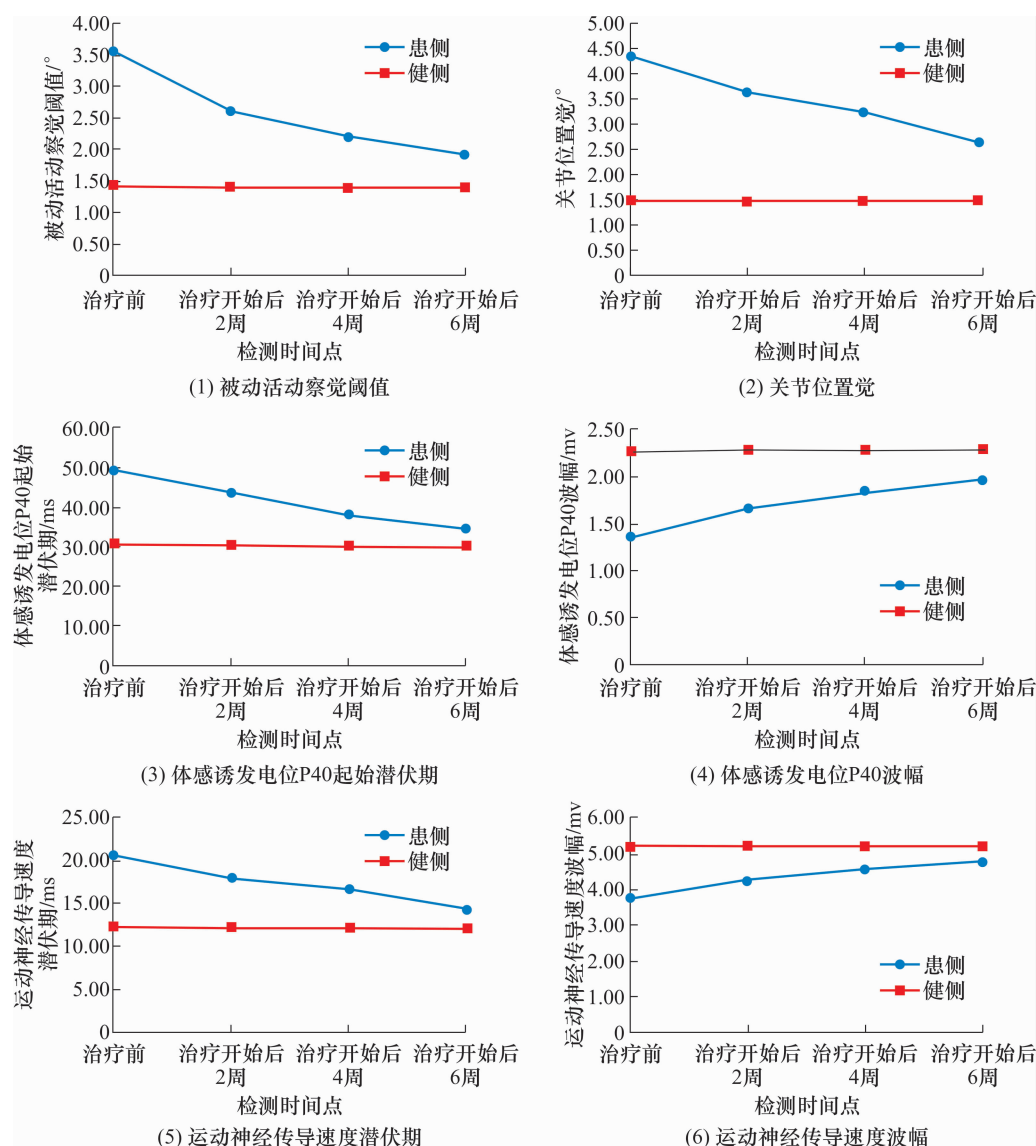 4.00
3.50
3.00
2.50
2.00
1.50
1.00
0.50
0
被动活动察觉阈值/°
患侧
健侧
治疗前
治疗开始后
2周
治疗开始后
4周
治疗开始后
6周
检测时间点
(1) 被动活动察觉阈值
5.00
4.50
4.00
3.50
3.00
2.50
2.00
1.50
1.00
0.50
0
关节位置觉/°
患侧
健侧
治疗前
治疗开始后
2周
治疗开始后
4周
治疗开始后
6周
检测时间点
(2) 关节位置觉
60.00
50.00
40.00
30.00
20.00
10.00
0
体感诱发电位P40起始
潜伏期/ms
患侧
健侧
治疗前
治疗开始后
2周
治疗开始后
4周
治疗开始后
6周
检测时间点
(3) 体感诱发电位P40起始潜伏期
2.50
2.00
1.50
1.00
0.50
0
体感诱发电位P40波幅/mv
患侧
健侧
治疗前
治疗开始后
2周
治疗开始后
4周
治疗开始后
6周
检测时间点
(4) 体感诱发电位P40波幅
25.00
20.00
15.00
10.00
5.00
0
运动神经传导速度
潜伏期/ms
患侧
健侧
治疗前
治疗开始后
2周
治疗开始后
4周
治疗开始后
6周
检测时间点
(5) 运动神经传导速度潜伏期
6.00
5.00
4.00
3.00
2.00
1.00
0
运动神经传导速度波幅/mv
患侧
健侧
治疗前
治疗开始后
2周
治疗开始后
4周
治疗开始后
6周
检测时间点
(6) 运动神经传导速度波幅